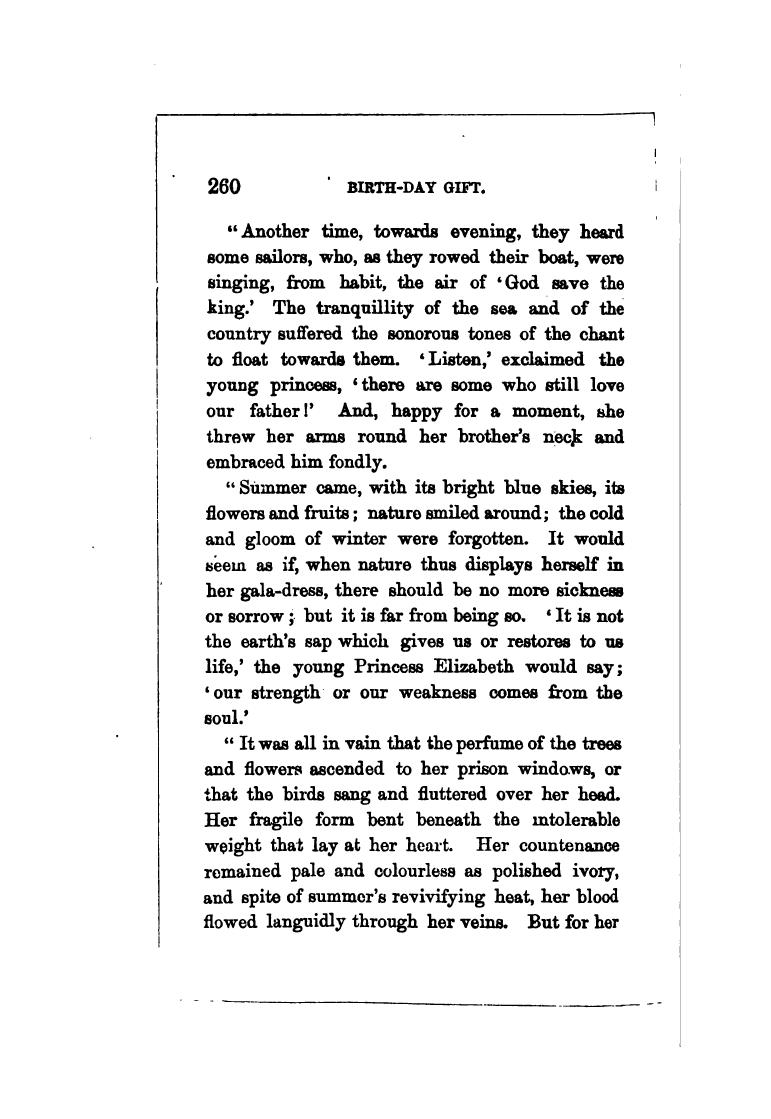 260 BIRTH-DAY GIFT.
“Another time, towards evening, they heard
some sailors, who, as they rowed their boat, were
singing, from habit, the air of ‘God save the
king.’ The tranquillity of the sea and of the
country suffered the sonorous tones of the chant
to float towards them. ‘Listen,’ exclaimed the
young princess, ‘there are some who still love
our father!’ And, happy for a moment, she
threw her arms round her brother’s neck and
embraced him fondly.
“Summer came, with its bright blue skies, its
flowers and fruits; nature smiled around; the cold
and gloom of winter were forgotten. It would
seem as if, when nature thus displays herself in
her gala-dress, there should be no more sickness
or sorrow; but it is far from being so. ‘It is not
the earth’s sap which gives us or restores to us
life,’ the young Princess Elizabeth would say;
‘our strength or our weakness comes from the
soul.’
“It was all in vain that the perfume of the trees
and flowers ascended to her prison windows, or
that the birds sang and fluttered over her head.
Her fragile form bent beneath the intolerable
weight that lay at her heart. Her countenance
remained pale and colourless as polished ivory,
and spite of summer’s revivifying heat, her blood
flowed languidly through her veins. But for her